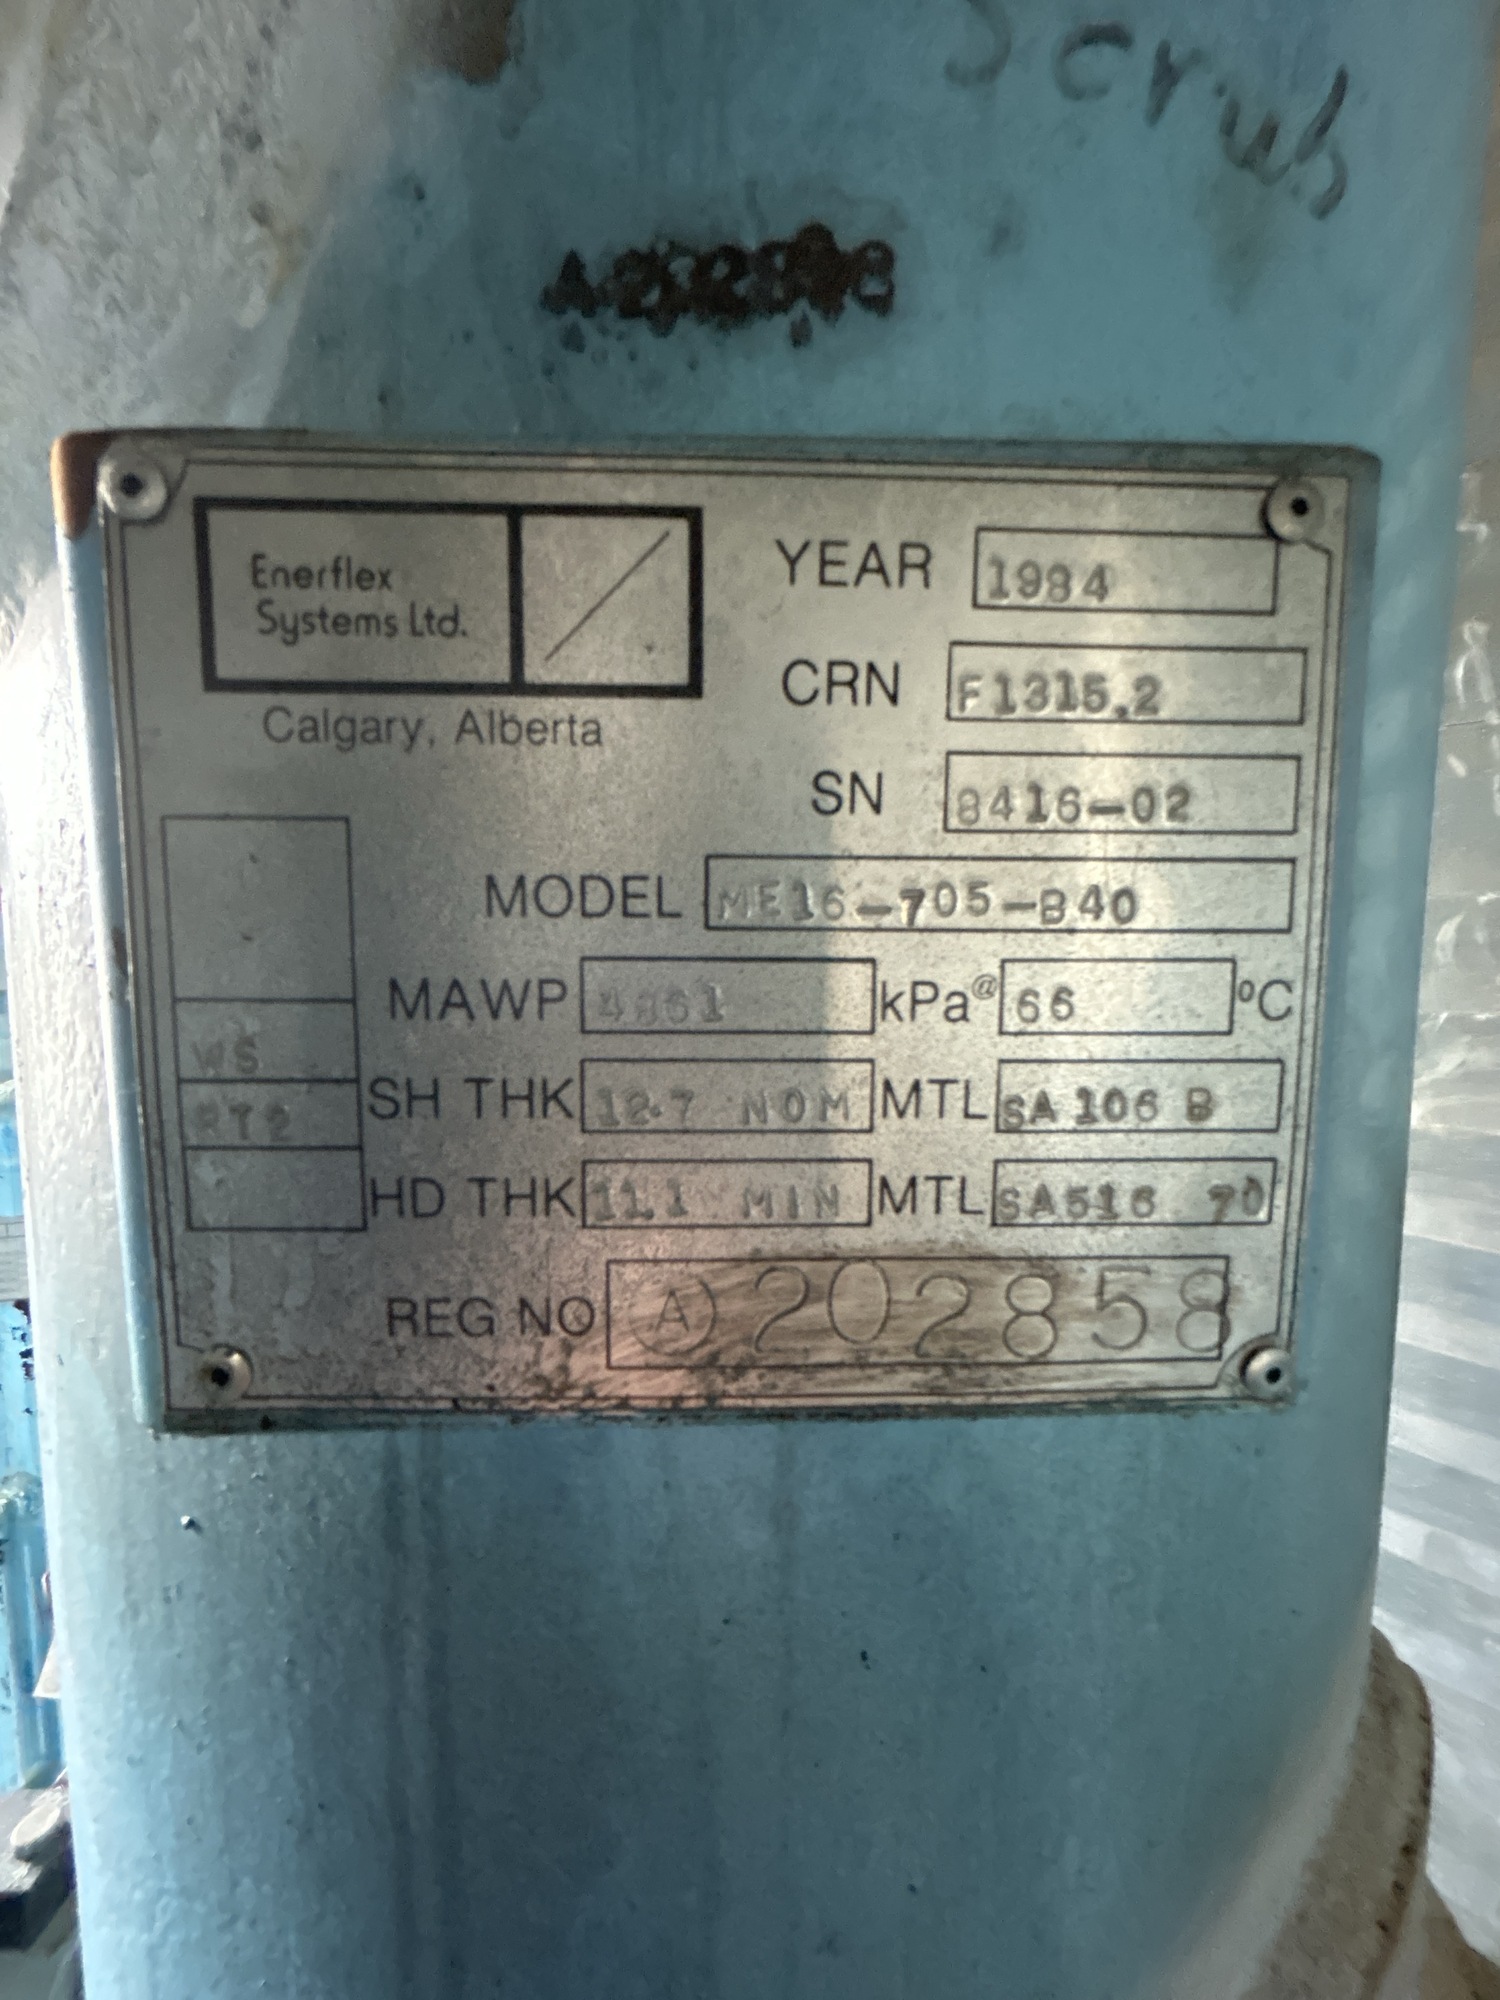 Scrub
A202858
Enerflex
Systems Ltd.
Calgary, Alberta
YEAR 1984
CRN F1315.2
SN 8416-02
MODEL ME16-705-B40
MAWP kPa@ 66 °C
WS
SH THK 12.7 NOM MTL SA 106 B
RT2
HD THK 11.1 MIN MTL SA516 70
REG NO A 202858